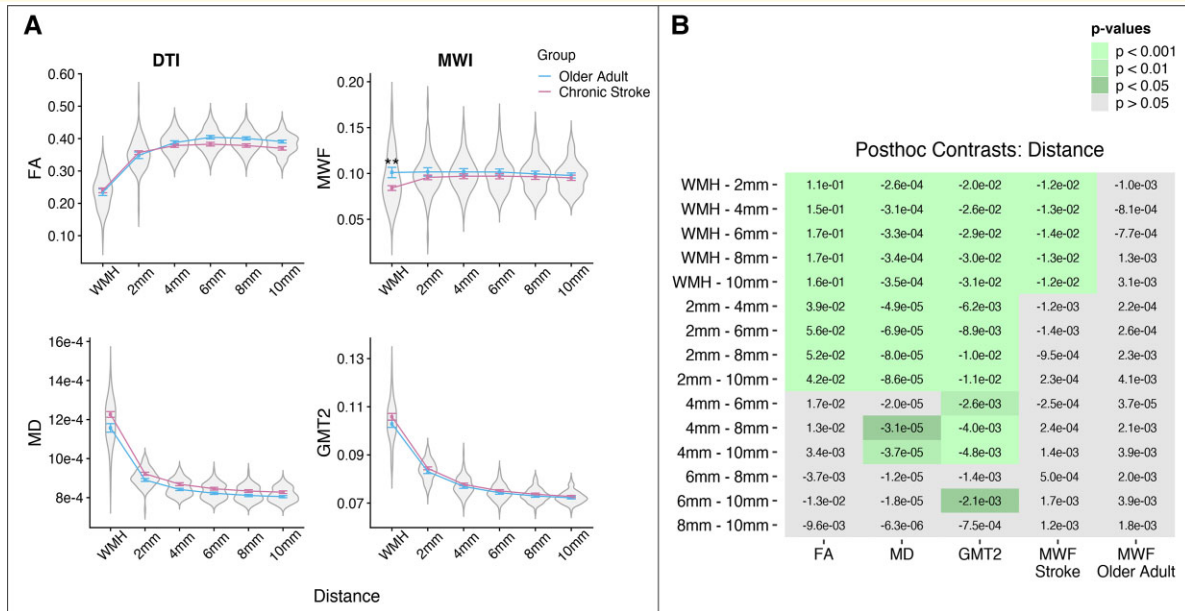 A
DTI
MWI
Group
Older Adult
Chronic Stroke
FA
0.60
0.50
0.40
0.30
0.20
0.10
WMH 2mm 4mm 6mm 8mm 10mm
MWF
0.20
0.15
0.10
0.05
**
WMH 2mm 4mm 6mm 8mm 10mm
MD
16e-4
14e-4
12e-4
10e-4
8e-4
WMH 2mm 4mm 6mm 8mm 10mm
GMT2
0.13
0.11
0.09
0.07
WMH 2mm 4mm 6mm 8mm 10mm
Distance
B
p-values
p < 0.001
p < 0.01
p < 0.05
p > 0.05
Posthoc Contrasts: Distance
WMH - 2mm 1.1e-01 -2.6e-04 -2.0e-02 -1.2e-02 -1.0e-03
WMH - 4mm 1.5e-01 -3.1e-04 -2.6e-02 -1.3e-02 -8.1e-04
WMH - 6mm 1.7e-01 -3.3e-04 -2.9e-02 -1.4e-02 -7.7e-04
WMH - 8mm 1.7e-01 -3.4e-04 -3.0e-02 -1.3e-02 1.3e-03
WMH - 10mm 1.6e-01 -3.5e-04 -3.1e-02 -1.2e-02 3.1e-03
2mm - 4mm 3.9e-02 -4.9e-05 -6.2e-03 -1.2e-03 2.2e-04
2mm - 6mm 5.6e-02 -6.9e-05 -8.9e-03 -1.4e-03 2.6e-04
2mm - 8mm 5.2e-02 -8.0e-05 -1.0e-02 -9.5e-04 2.3e-03
2mm - 10mm 4.2e-02 -8.6e-05 -1.1e-02 2.3e-04 4.1e-03
4mm - 6mm 1.7e-02 -2.0e-05 -2.6e-03 -2.5e-04 3.7e-05
4mm - 8mm 1.3e-02 -3.1e-05 -4.0e-03 2.4e-04 2.1e-03
4mm - 10mm 3.4e-03 -3.7e-05 -4.8e-03 1.4e-03 3.9e-03
6mm - 8mm -3.7e-03 -1.2e-05 -1.4e-03 5.0e-04 2.0e-03
6mm - 10mm -1.3e-02 -1.8e-05 -2.1e-03 1.7e-03 3.9e-03
8mm - 10mm -9.6e-03 -6.3e-06 -7.5e-04 1.2e-03 1.8e-03
FA MD GMT2 MWF MWF
Stroke Older Adult